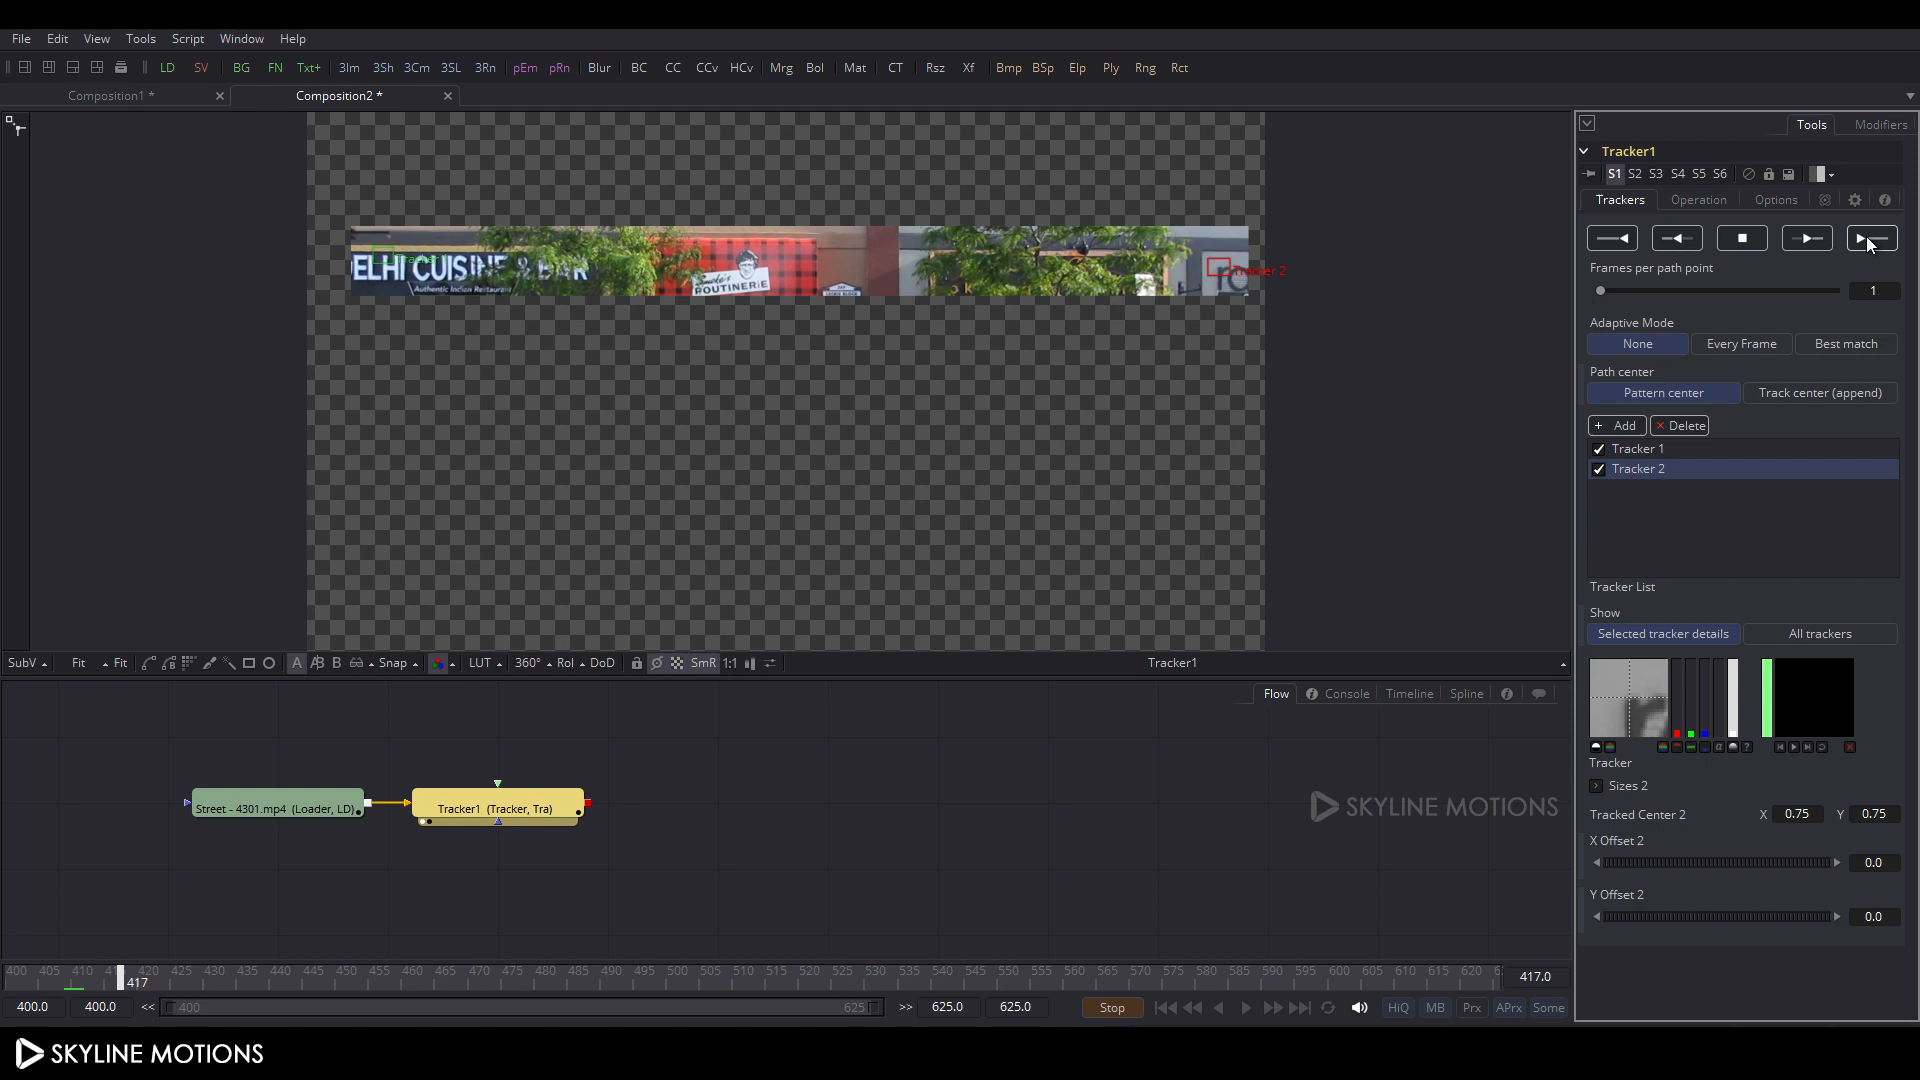 File Edit View Tools Script Window Help
LD SV BG FN Txt+ 3Im 3Sh 3Cm 3SL 3Rn pEm pRn Blur BC CC CCv HCv Mrg Bol Mat CT Rsz Xf Bmp BSp Elp Ply Rng Rct
Composition1 *
Composition2 *
Tools Modifiers
Tracker1
S1 S2 S3 S4 S5 S6
Trackers Operation Options
Frames per path point
1
Adaptive Mode
None Every Frame Best match
Path center
Pattern center Track center (append)
+ Add × Delete
Tracker 1
Tracker 2
Tracker List
Show
Selected tracker details All trackers
Tracker
Sizes 2
Tracked Center 2 X 0.75 Y 0.75
X Offset 2
0.0
Y Offset 2
0.0
ELHI CUISINE & BAR
Authentic Indian Restaurant
Smoke's
POUTINERIE
Tracker 2
SubV Fit Fit A B Snap LUT 360° RoI DoD SmR 1:1 Tracker1
Flow Console Timeline Spline
Street - 4301.mp4 (Loader, LD)
Tracker1 (Tracker, Tra)
SKYLINE MOTIONS
400 405 410 420 425 430 435 440 445 450 455 460 465 470 475 480 485 490 500 505 510 515 520 525 530 535 540 545 550 555 560 565 570 575 580 585 590 595 600 605 610 615 620
417
417.0
400.0 400.0 << 400 625 >> 625.0 625.0 Stop HiQ MB Prx APrx Some
SKYLINE MOTIONS